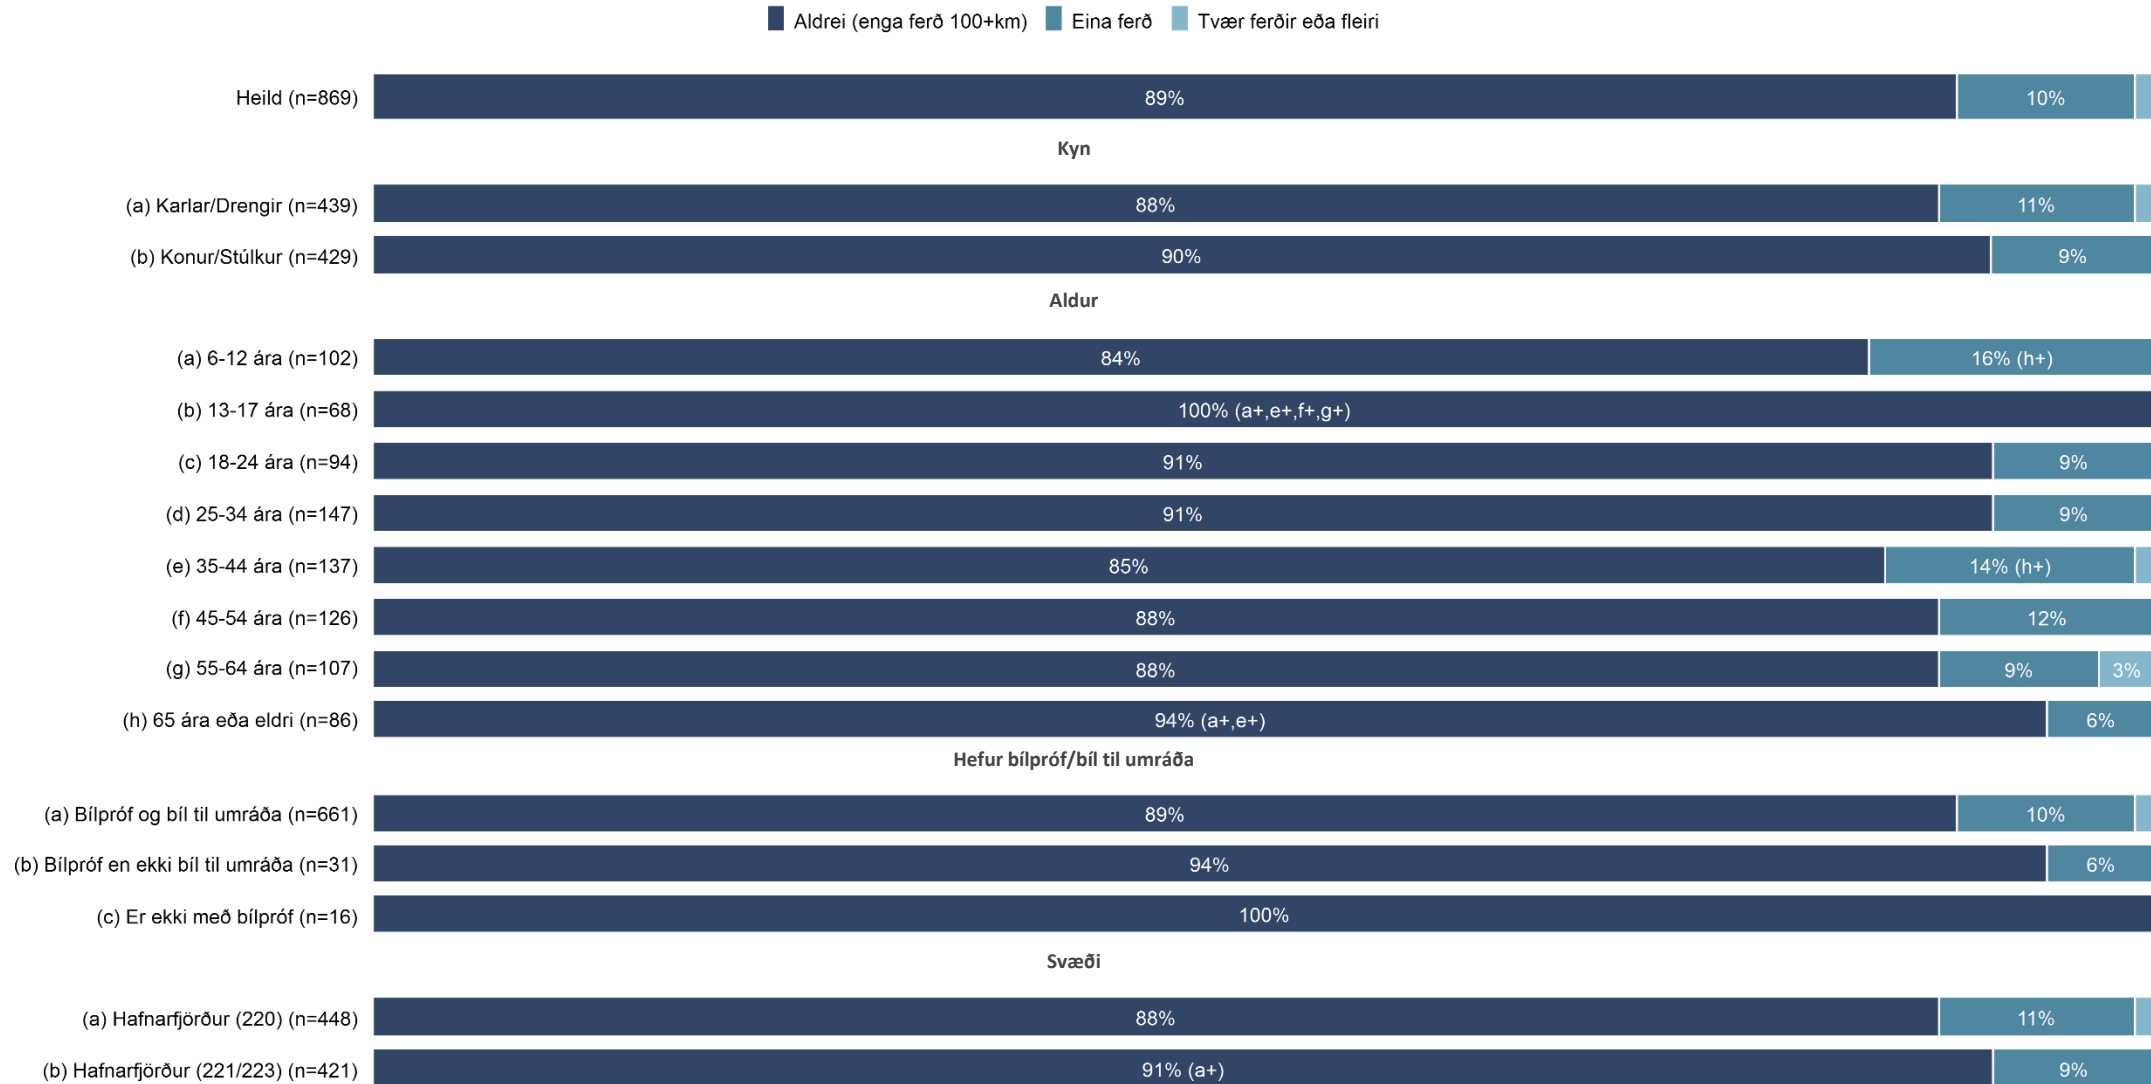 Aldrei (enga ferð 100+km) Eina ferð Tvær ferðir eða fleiri
Heild (n=869) 89% 10%
Kyn
(a) Karlar/Drengir (n=439) 88% 11%
(b) Konur/Stúlkur (n=429) 90% 9%
Aldur
(a) 6-12 ára (n=102) 84% 16% (h+)
(b) 13-17 ára (n=68) 100% (a+,e+,f+,g+)
(c) 18-24 ára (n=94) 91% 9%
(d) 25-34 ára (n=147) 91% 9%
(e) 35-44 ára (n=137) 85% 14% (h+)
(f) 45-54 ára (n=126) 88% 12%
(g) 55-64 ára (n=107) 88% 9% 3%
(h) 65 ára eða eldri (n=86) 94% (a+,e+) 6%
Hefur bílpróf/bíl til umráða
(a) Bílpróf og bíl til umráða (n=661) 89% 10%
(b) Bílpróf en ekki bíl til umráða (n=31) 94% 6%
(c) Er ekki með bílpróf (n=16) 100%
Svæði
(a) Hafnarfjörður (220) (n=448) 88% 11%
(b) Hafnarfjörður (221/223) (n=421) 91% (a+) 9%